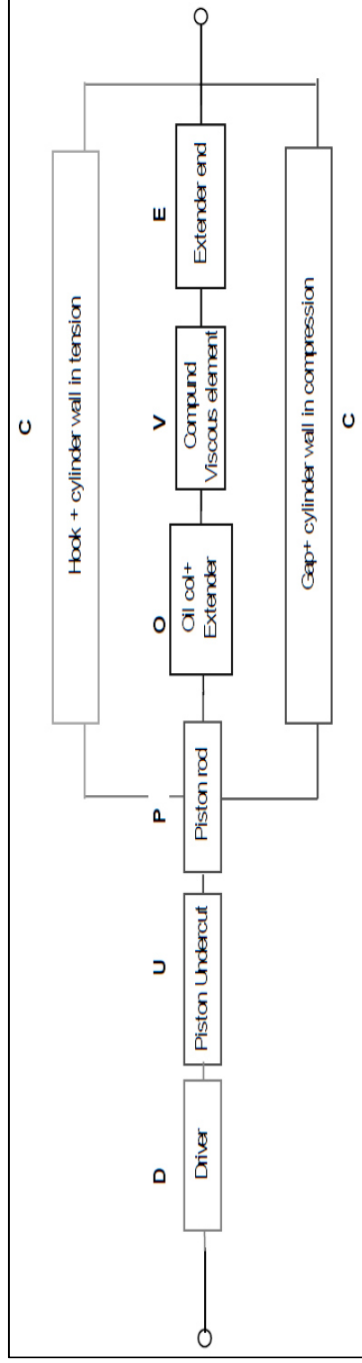 C
Hook + cylinder wall in tension
D
U
P
O
V
E
Driver
Piston Undercut
Piston rod
Oil col+
Extender
Compund
Viscous element
Extender end
Gap+ cylinder wall in compression
C